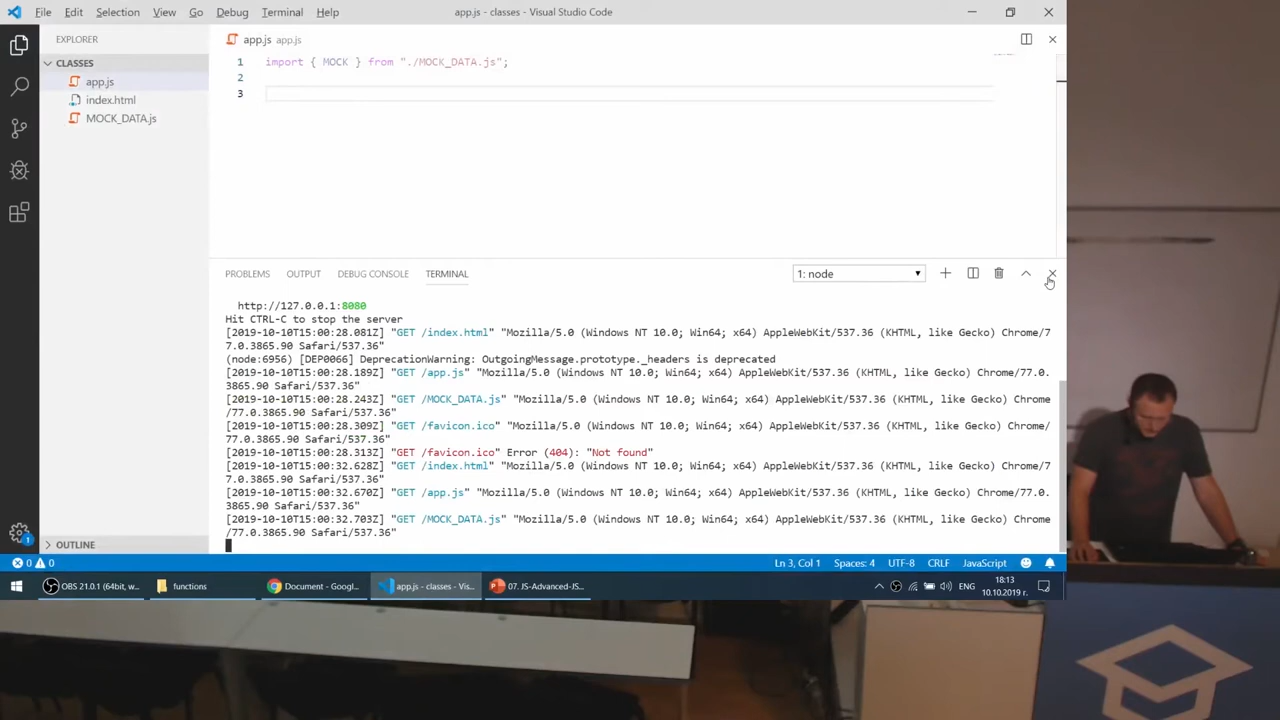 File Edit Selection View Go Debug Terminal Help
app.js - classes - Visual Studio Code
EXPLORER
app.js app.js
CLASSES
app.js
index.html
MOCK_DATA.js
1 import { MOCK } from "./MOCK_DATA.js";
2
3
PROBLEMS OUTPUT DEBUG CONSOLE TERMINAL
1: node
http://127.0.0.1:8080
Hit CTRL-C to stop the server
[2019-10-10T15:00:28.081Z] "GET /index.html" "Mozilla/5.0 (Windows NT 10.0; Win64; x64) AppleWebKit/537.36 (KHTML, like Gecko) Chrome/7
7.0.3865.90 Safari/537.36"
(node:6956) [DEP0066] DeprecationWarning: OutgoingMessage.prototype._headers is deprecated
[2019-10-10T15:00:28.189Z] "GET /app.js" "Mozilla/5.0 (Windows NT 10.0; Win64; x64) AppleWebKit/537.36 (KHTML, like Gecko) Chrome/77.0.
3865.90 Safari/537.36"
[2019-10-10T15:00:28.243Z] "GET /MOCK_DATA.js" "Mozilla/5.0 (Windows NT 10.0; Win64; x64) AppleWebKit/537.36 (KHTML, like Gecko) Chrome
/77.0.3865.90 Safari/537.36"
[2019-10-10T15:00:28.309Z] "GET /favicon.ico" "Mozilla/5.0 (Windows NT 10.0; Win64; x64) AppleWebKit/537.36 (KHTML, like Gecko) Chrome/
77.0.3865.90 Safari/537.36"
[2019-10-10T15:00:28.313Z] "GET /favicon.ico" Error (404): "Not found"
[2019-10-10T15:00:32.628Z] "GET /index.html" "Mozilla/5.0 (Windows NT 10.0; Win64; x64) AppleWebKit/537.36 (KHTML, like Gecko) Chrome/7
7.0.3865.90 Safari/537.36"
[2019-10-10T15:00:32.670Z] "GET /app.js" "Mozilla/5.0 (Windows NT 10.0; Win64; x64) AppleWebKit/537.36 (KHTML, like Gecko) Chrome/77.0.
3865.90 Safari/537.36"
[2019-10-10T15:00:32.703Z] "GET /MOCK_DATA.js" "Mozilla/5.0 (Windows NT 10.0; Win64; x64) AppleWebKit/537.36 (KHTML, like Gecko) Chrome
/77.0.3865.90 Safari/537.36"
OUTLINE
0 0 Ln 3, Col 1 Spaces: 4 UTF-8 CRLF JavaScript
OBS 21.0.1 (64bit, w... functions Document - Googl... app.js - classes - Vis... 07. JS-Advanced-JS... ENG 18:13
10.10.2019 г.